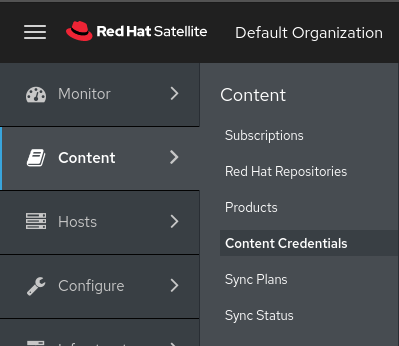 Red Hat Satellite
Default Organization
Monitor
Content
Hosts
Configure
Content
Subscriptions
Red Hat Repositories
Products
Content Credentials
Sync Plans
Sync Status